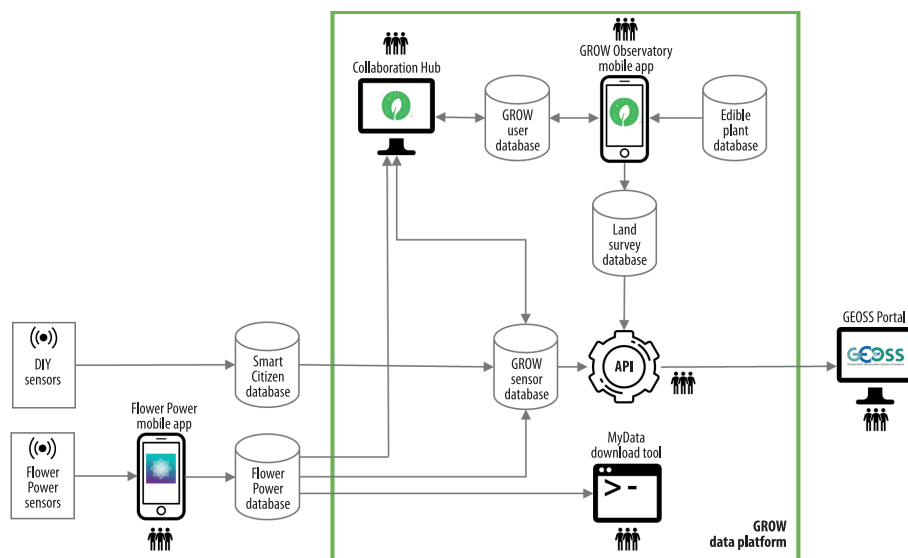 Collaboration Hub
GROW Observatory
mobile app
GROW
user
database
Edible
plant
database
Land
survey
database
DIY
sensors
Smart
Citizen
database
GROW
sensor
database
API
GEOSS Portal
GEOSS
Flower Power
mobile app
Flower
Power
sensors
Flower
Power
database
MyData
download tool
>-
GROW
data platform